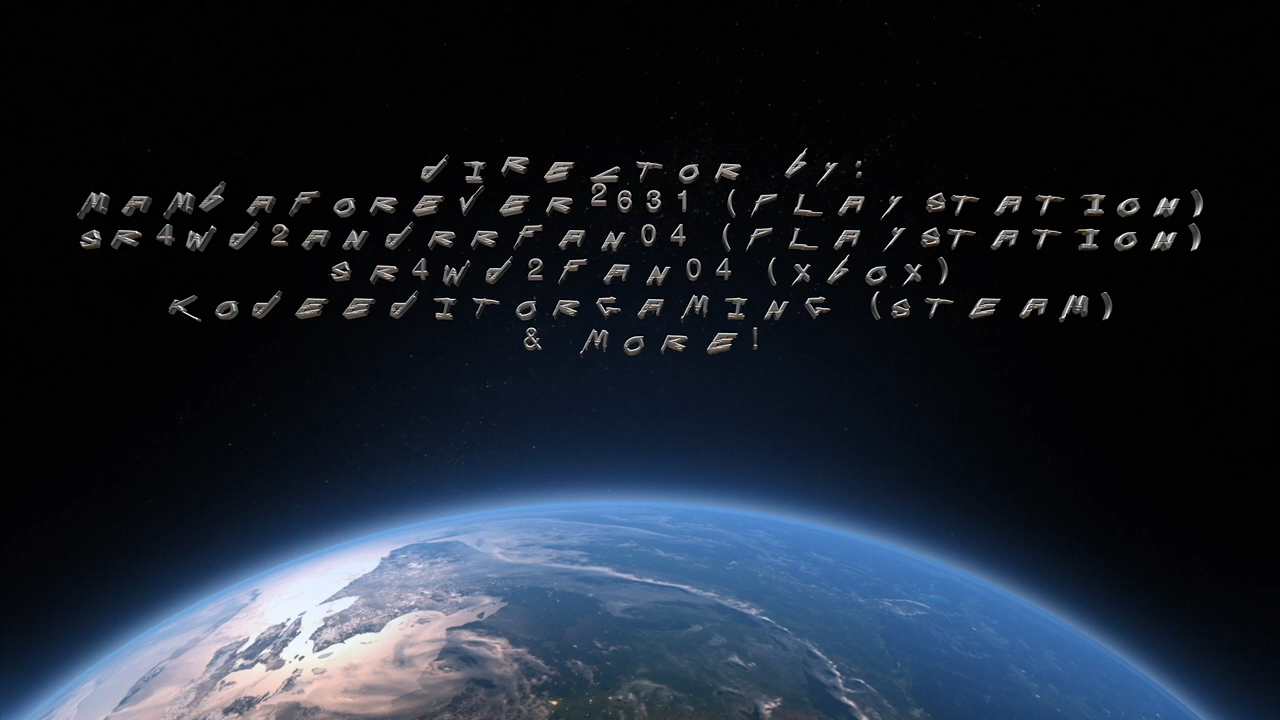 dIRECTOR by:
MAMbAFOREVER2631 (PLAySTATION)
SR4Wd2ANdRRFAN04 (PLAySTATION)
SR4Wd2FAN04 (XbOX)
KOdEEdITORGAMING (STEAM)
& MORE!